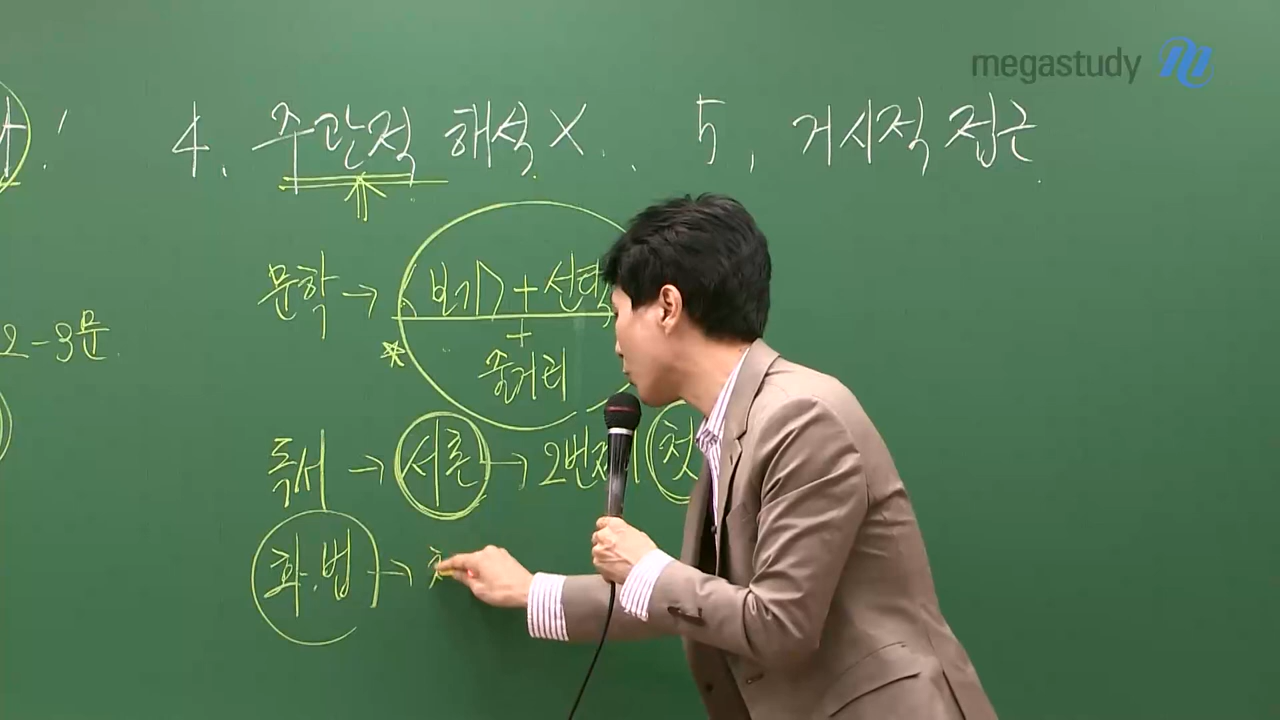 megastudy
4. 주관적 해석 X. 5. 거시적 접근
문학 → <보기> + 선택
+
줄거리
2-3문
독서 → 서론 → 2번째 첫
화.법 →